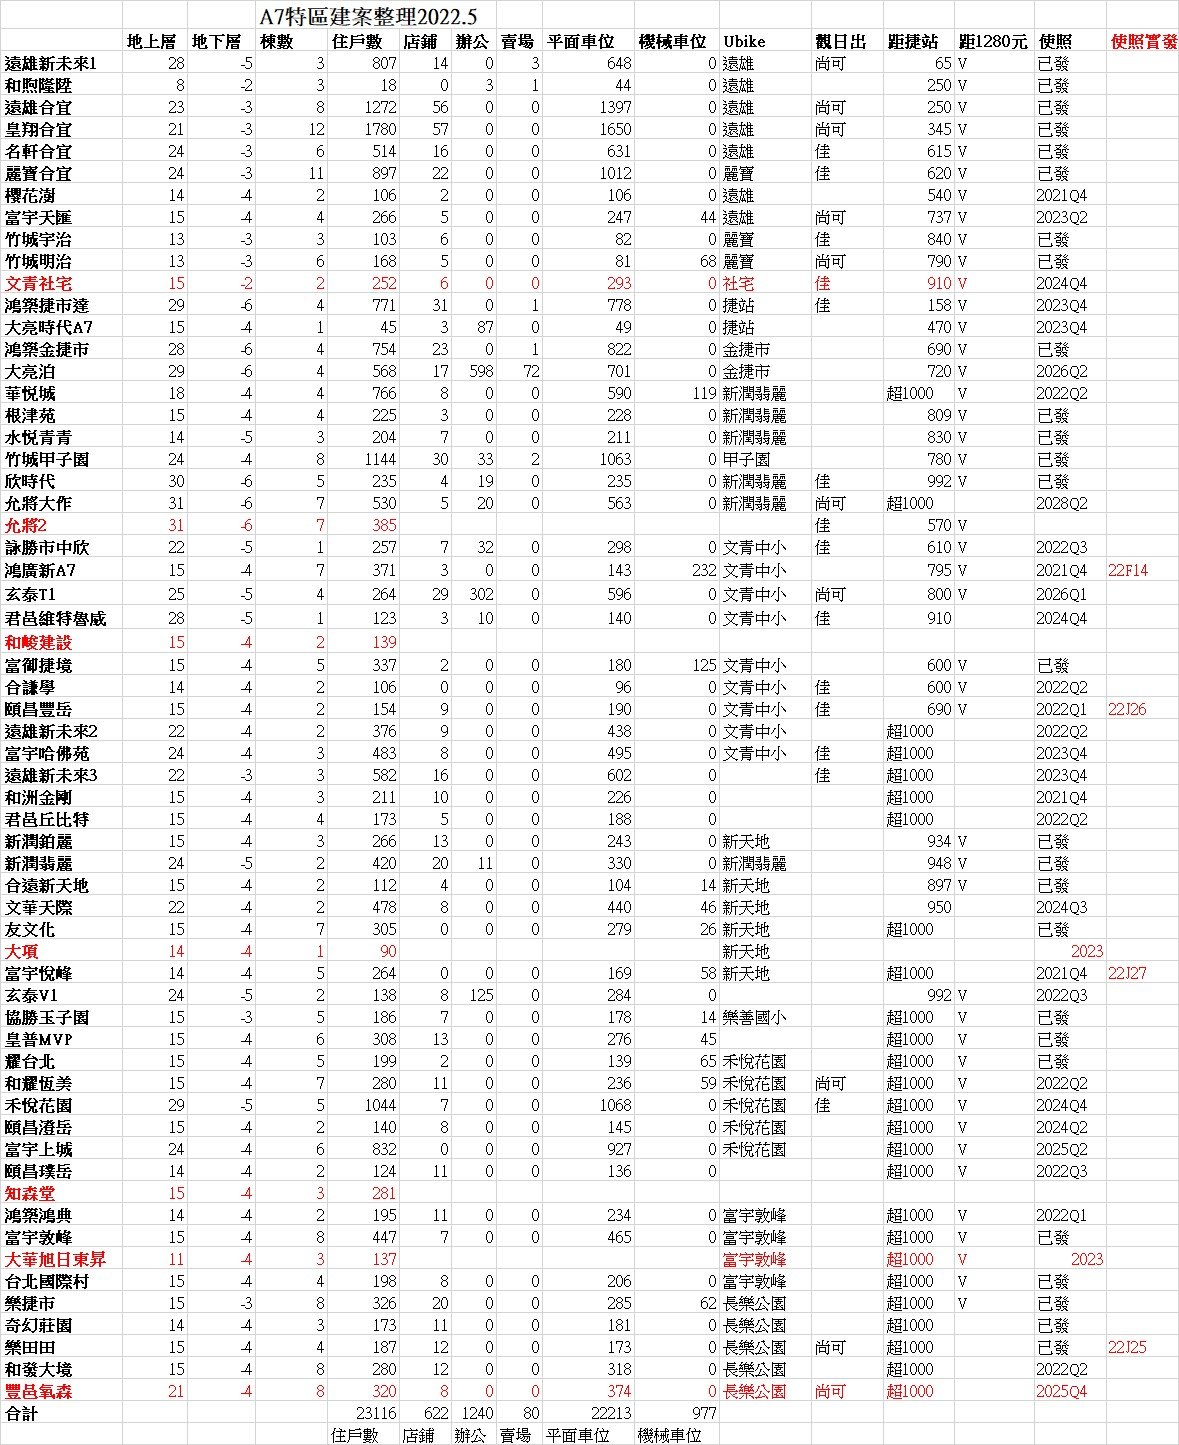 A7特區建案整理2022.5
地上層 地下層 棟數 住戶數 店鋪 辦公 賣場 平面車位 機械車位 Ubike 觀日出 距捷站 距1280元 使照 使照實發
遠雄新未來1 28 -5 3 807 14 0 3 648 0 遠雄 尚可 65 V 已發
和煦隆陞 8 -2 3 18 0 3 1 44 0 遠雄 250 V 已發
遠雄合宜 23 -3 8 1272 56 0 0 1397 0 遠雄 尚可 250 V 已發
皇翔合宜 21 -3 12 1780 57 0 0 1650 0 遠雄 尚可 345 V 已發
名軒合宜 24 -3 6 514 16 0 0 631 0 遠雄 佳 615 V 已發
麗寶合宜 24 -3 11 897 22 0 0 1012 0 麗寶 佳 620 V 已發
櫻花澍 14 -4 2 106 2 0 0 106 0 遠雄 540 V 2021Q4
富宇天匯 15 -4 4 266 5 0 0 247 44 遠雄 尚可 737 V 2023Q2
竹城宇治 13 -3 3 103 6 0 0 82 0 麗寶 佳 840 V 已發
竹城明治 13 -3 6 168 5 0 0 81 68 麗寶 尚可 790 V 已發
文青社宅 15 -2 2 252 6 0 0 293 0 社宅 佳 910 V 2024Q4
鴻築捷市達 29 -6 4 771 31 0 1 778 0 捷站 佳 158 V 2023Q4
大亮時代A7 15 -4 1 45 3 87 0 49 0 捷站 470 V 2023Q4
鴻築金捷市 28 -6 4 754 23 0 1 822 0 金捷市 690 V 已發
大亮泊 29 -6 4 568 17 598 72 701 0 金捷市 720 V 2026Q2
華悅城 18 -4 4 766 8 0 0 590 119 新潤翡麗 超1000 V 2022Q2
根津苑 15 -4 4 225 3 0 0 228 0 新潤翡麗 809 V 已發
水悅青青 14 -5 3 204 7 0 0 211 0 新潤翡麗 830 V 已發
竹城甲子園 24 -4 8 1144 30 33 2 1063 0 甲子園 780 V 已發
欣時代 30 -6 5 235 4 19 0 235 0 新潤翡麗 佳 992 V 已發
允將大作 31 -6 7 530 5 20 0 563 0 新潤翡麗 尚可 超1000 2028Q2
允將2 31 -6 7 385 佳 570 V
詠勝市中欣 22 -5 1 257 7 32 0 298 0 文青中小 佳 610 V 2022Q3
鴻廣新A7 15 -4 7 371 3 0 0 143 232 文青中小 795 V 2021Q4 22F14
玄泰T1 25 -5 4 264 29 302 0 596 0 文青中小 尚可 800 V 2026Q1
君邑維特魯威 28 -5 1 123 3 10 0 140 0 文青中小 佳 910 2024Q4
和峻建設 15 -4 2 139
富御捷境 15 -4 5 337 2 0 0 180 125 文青中小 600 V 已發
合謙學 14 -4 2 106 0 0 0 96 0 文青中小 佳 600 V 2022Q2
頤昌豐岳 15 -4 2 154 9 0 0 190 0 文青中小 佳 690 V 2022Q1 22J26
遠雄新未來2 22 -4 2 376 9 0 0 438 0 文青中小 超1000 2022Q2
富宇哈佛苑 24 -4 3 483 8 0 0 495 0 文青中小 佳 超1000 2023Q4
遠雄新未來3 22 -3 3 582 16 0 0 602 0 佳 超1000 2023Q4
和洲金剛 15 -4 3 211 10 0 0 226 0 超1000 2021Q4
君邑丘比特 15 -4 4 173 5 0 0 188 0 超1000 2022Q2
新潤鉑麗 15 -4 3 266 13 0 0 243 0 新天地 934 V 已發
新潤翡麗 24 -5 2 420 20 11 0 330 0 新潤翡麗 948 V 已發
合遠新天地 15 -4 2 112 4 0 0 104 14 新天地 897 V 已發
文華天際 22 -4 2 478 8 0 0 440 46 新天地 950 2024Q3
友文化 15 -4 7 305 0 0 0 279 26 新天地 超1000 已發
大項 14 -4 1 90 新天地 2023
富宇悅峰 14 -4 5 264 0 0 0 169 58 新天地 超1000 2021Q4 22J27
玄泰V1 24 -5 2 138 8 125 0 284 0 992 V 2022Q3
協勝玉子園 15 -3 5 186 7 0 0 178 14 樂善國小 超1000 V 已發
皇普MVP 15 -4 6 308 13 0 0 276 45 超1000 V 已發
耀台北 15 -4 5 199 2 0 0 139 65 禾悅花園 超1000 V 已發
和耀恆美 15 -4 7 280 11 0 0 236 59 禾悅花園 尚可 超1000 V 2022Q2
禾悅花園 29 -5 5 1044 7 0 0 1068 0 禾悅花園 佳 超1000 V 2024Q4
頤昌澄岳 15 -4 2 140 8 0 0 145 0 禾悅花園 超1000 V 2024Q2
富宇上城 24 -4 6 832 0 0 0 927 0 禾悅花園 超1000 V 2025Q2
頤昌璞岳 14 -4 2 124 11 0 0 136 0 超1000 V 2022Q3
知森堂 15 -4 3 281
鴻築鴻典 14 -4 2 195 11 0 0 234 0 富宇敦峰 超1000 V 2022Q1
富宇敦峰 15 -4 8 447 7 0 0 465 0 富宇敦峰 超1000 V 已發
大華旭日東昇 11 -4 3 137 富宇敦峰 超1000 V 2023
台北國際村 15 -4 4 198 8 0 0 206 0 富宇敦峰 超1000 V 已發
樂捷市 15 -3 8 326 20 0 0 285 62 長樂公園 超1000 V 已發
奇幻莊園 14 -4 3 173 11 0 0 181 0 長樂公園 超1000 已發
樂田田 15 -4 4 187 12 0 0 173 0 長樂公園 尚可 超1000 已發 22J25
和發大境 15 -4 8 280 12 0 0 318 0 長樂公園 超1000 2022Q2
豐邑氧森 21 -4 8 320 8 0 0 374 0 長樂公園 尚可 超1000 2025Q4
合計 23116 622 1240 80 22213 977
住戶數 店鋪 辦公 賣場 平面車位 機械車位